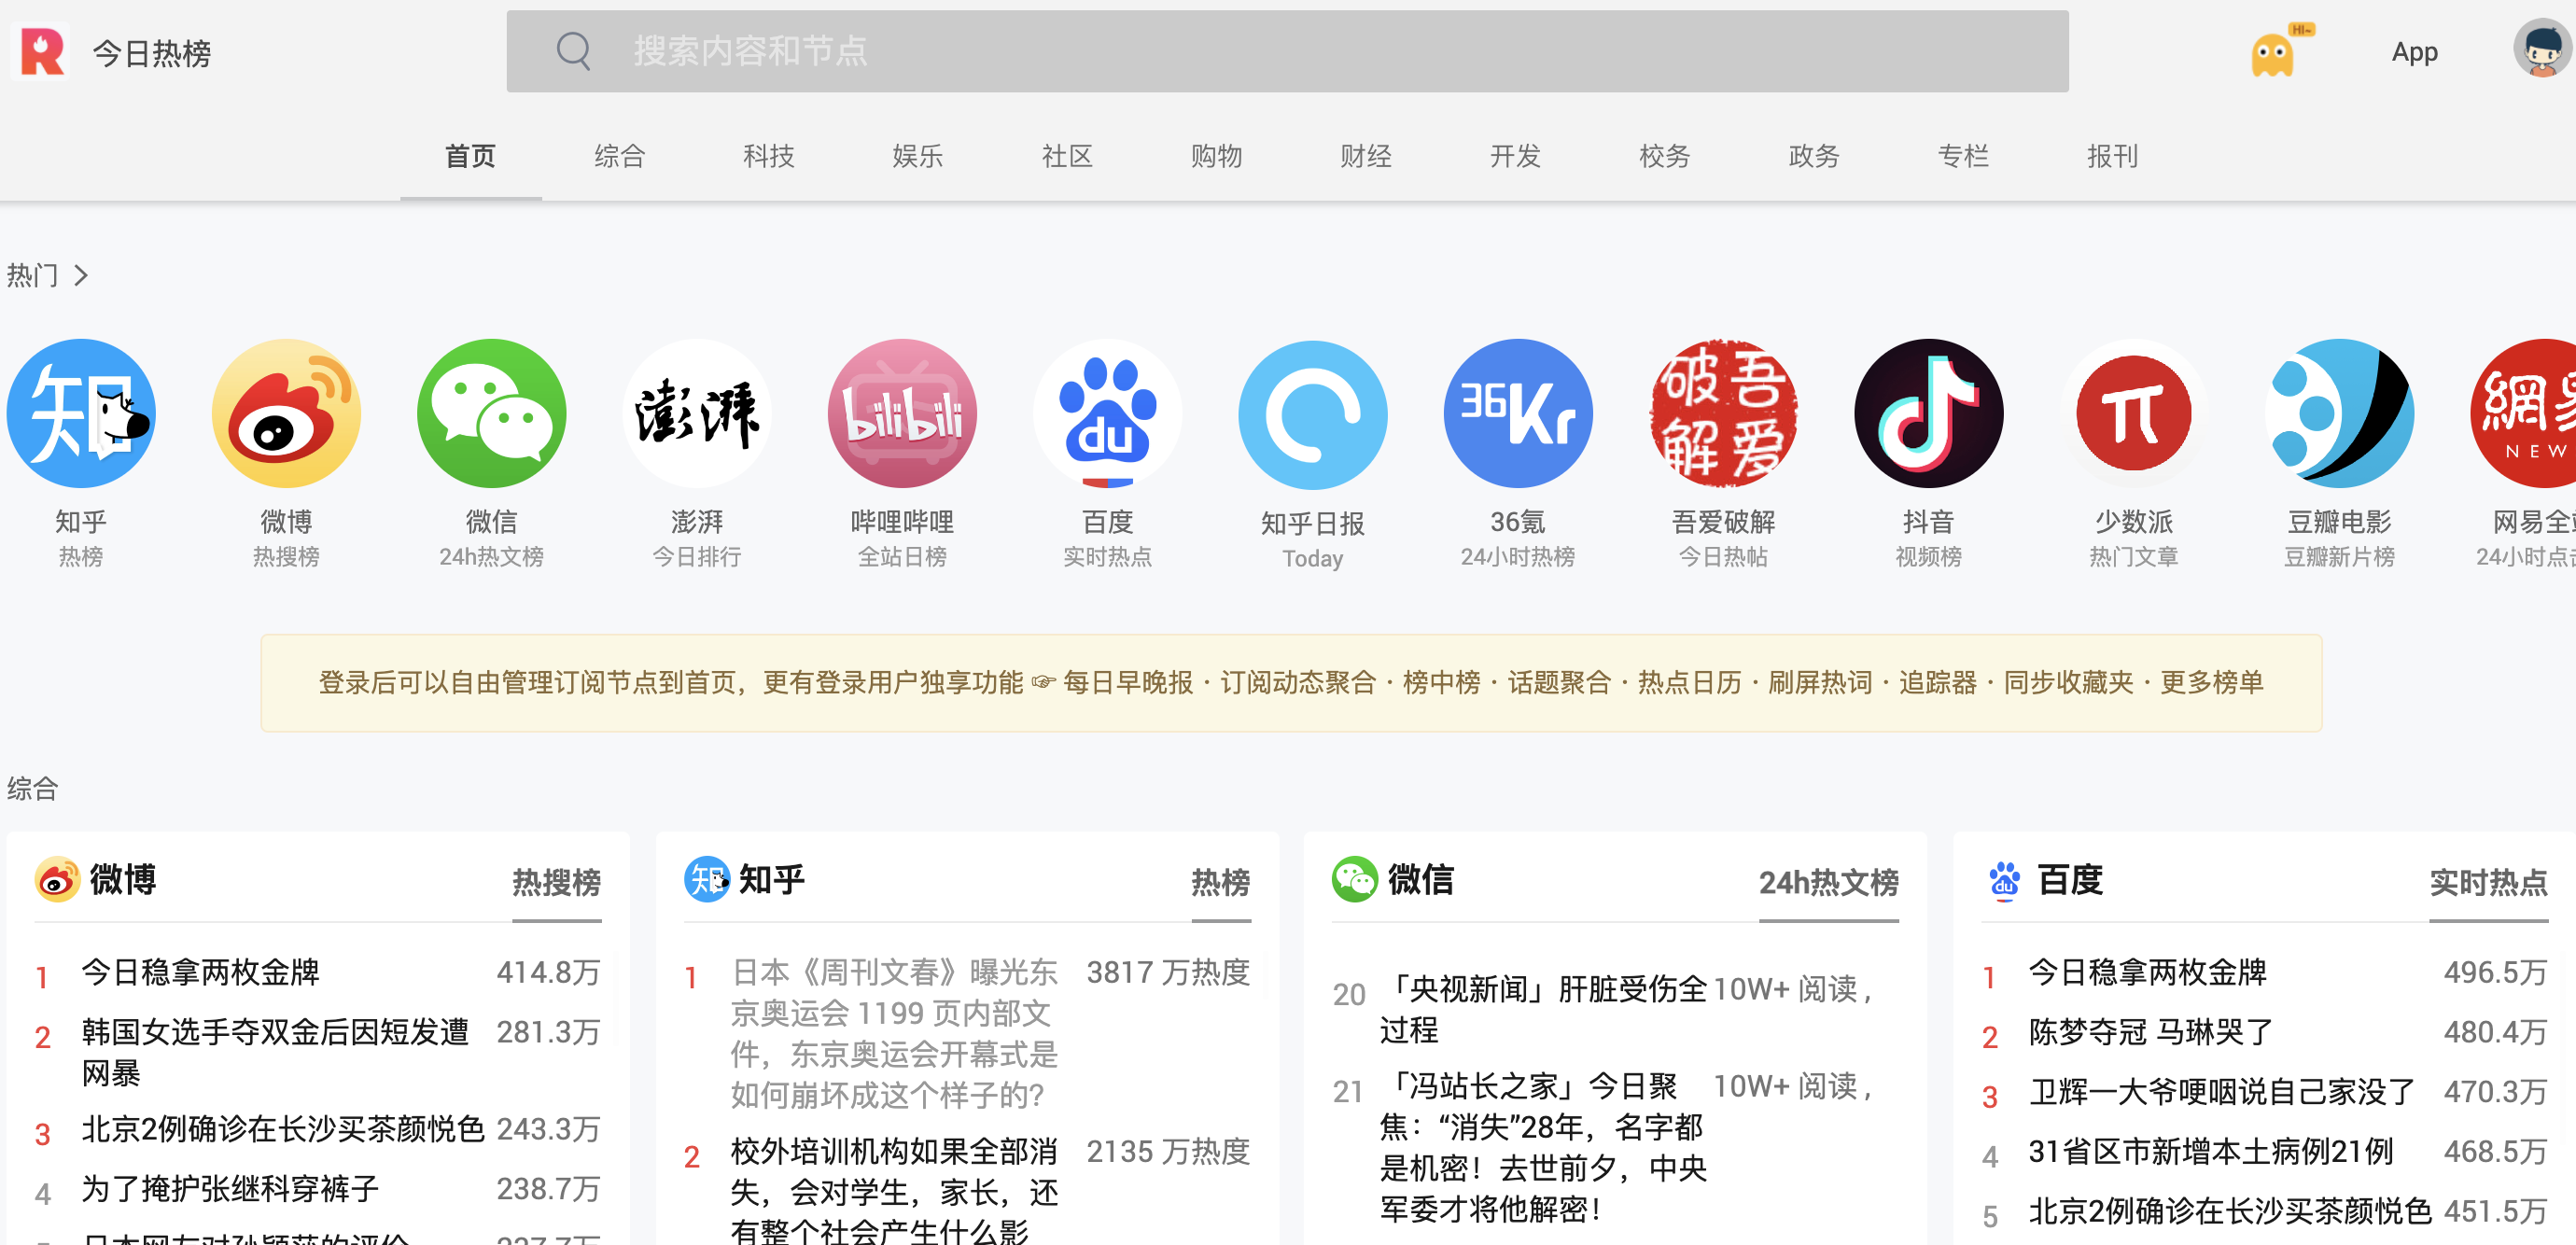 今日热榜
搜索内容和节点
HI~
App
首页 综合 科技 娱乐 社区 购物 财经 开发 校务 政务 专栏 报刊
热门
知
澎湃
bilibili
du
36Kr
吾爱破解
網易
NEW
知乎 微博 微信 澎湃 哔哩哔哩 百度 知乎日报 36氪 吾爱破解 抖音 少数派 豆瓣电影 网易全
热榜 热搜榜 24h热文榜 今日排行 全站日榜 实时热点 Today 24小时热榜 今日热帖 视频榜 热门文章 豆瓣新片榜 24小时点
登录后可以自由管理订阅节点到首页，更有登录用户独享功能 ☞ 每日早晚报 · 订阅动态聚合 · 榜中榜 · 话题聚合 · 热点日历 · 刷屏热词 · 追踪器 · 同步收藏夹 · 更多榜单
综合
微博 热搜榜
1 今日稳拿两枚金牌 414.8万
2 韩国女选手夺双金后因短发遭 281.3万
网暴
3 北京2例确诊在长沙买茶颜悦色 243.3万
4 为了掩护张继科穿裤子 238.7万
知乎 热榜
1 日本《周刊文春》曝光东 3817 万热度
京奥运会 1199 页内部文
件，东京奥运会开幕式是
如何崩坏成这个样子的？
2 校外培训机构如果全部消 2135 万热度
失，会对学生，家长，还
有整个社会产生什么影
微信 24h热文榜
20 「央视新闻」肝脏受伤全 10W+ 阅读 ,
过程
21 「冯站长之家」今日聚 10W+ 阅读 ,
焦：“消失”28年，名字都
是机密！去世前夕，中央
军委才将他解密！
百度 实时热点
1 今日稳拿两枚金牌 496.5万
2 陈梦夺冠 马琳哭了 480.4万
3 卫辉一大爷哽咽说自己家没了 470.3万
4 31省区市新增本土病例21例 468.5万
5 北京2例确诊在长沙买茶颜悦色 451.5万